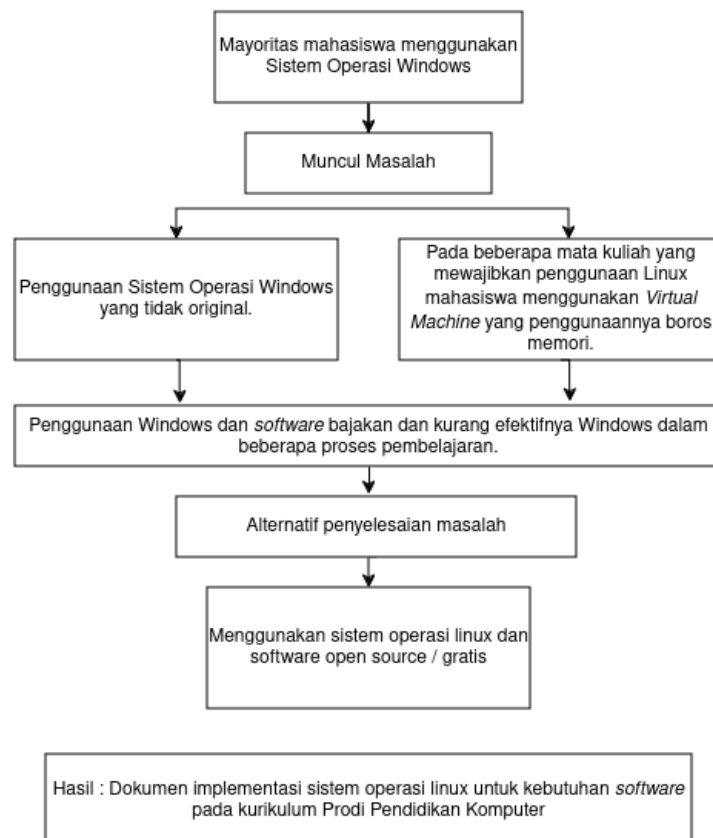 Mayoritas mahasiswa menggunakan
Sistem Operasi Windows
Muncul Masalah
Penggunaan Sistem Operasi Windows
yang tidak original.
Pada beberapa mata kuliah yang
mewajibkan penggunaan Linux
mahasiswa menggunakan Virtual
Machine yang penggunaannya boros
memori.
Penggunaan Windows dan software bajakan dan kurang efektifnya Windows dalam
beberapa proses pembelajaran.
Alternatif penyelesaian masalah
Menggunakan sistem operasi linux dan
software open source / gratis
Hasil : Dokumen implementasi sistem operasi linux untuk kebutuhan software
pada kurikulum Prodi Pendidikan Komputer